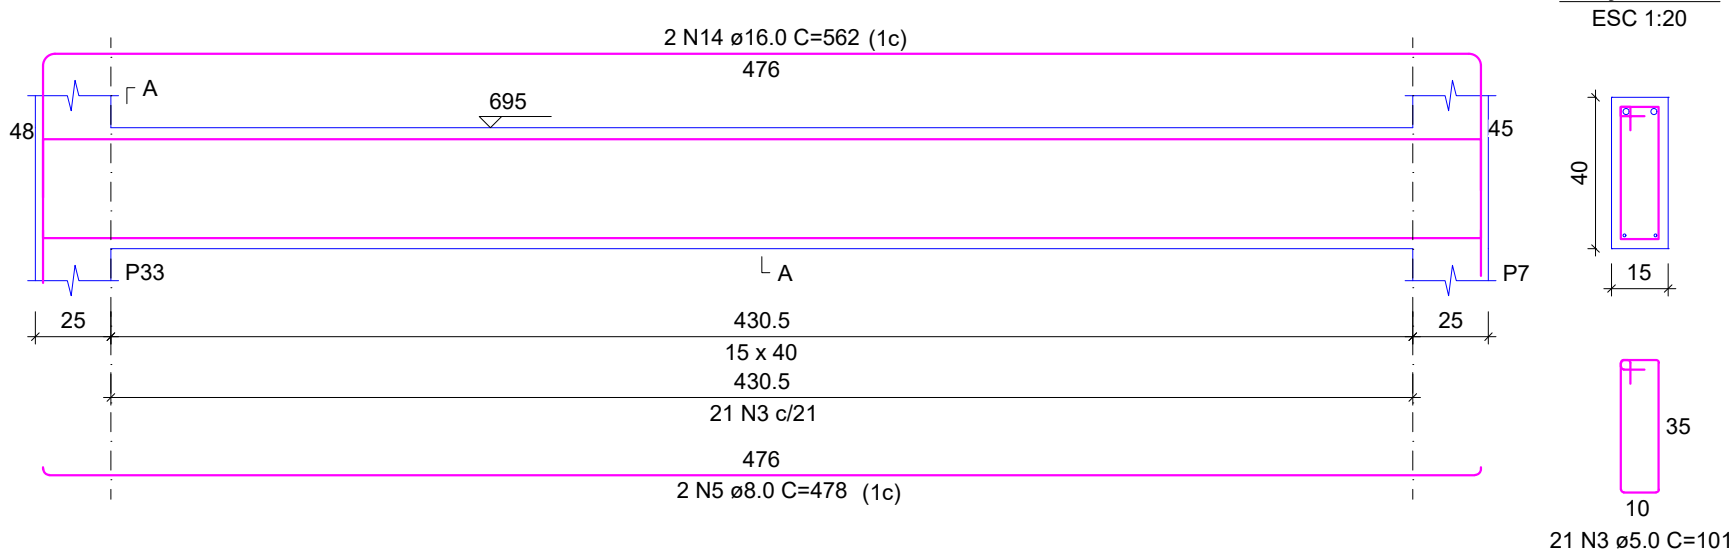 2 N14 ø16.0 C=562 (1c)
476
ESC 1:20
A
695
48
45
40
P33
A
P7
15
25
430.5
25
15 x 40
430.5
21 N3 c/21
35
476
2 N5 ø8.0 C=478 (1c)
10
21 N3 ø5.0 C=101